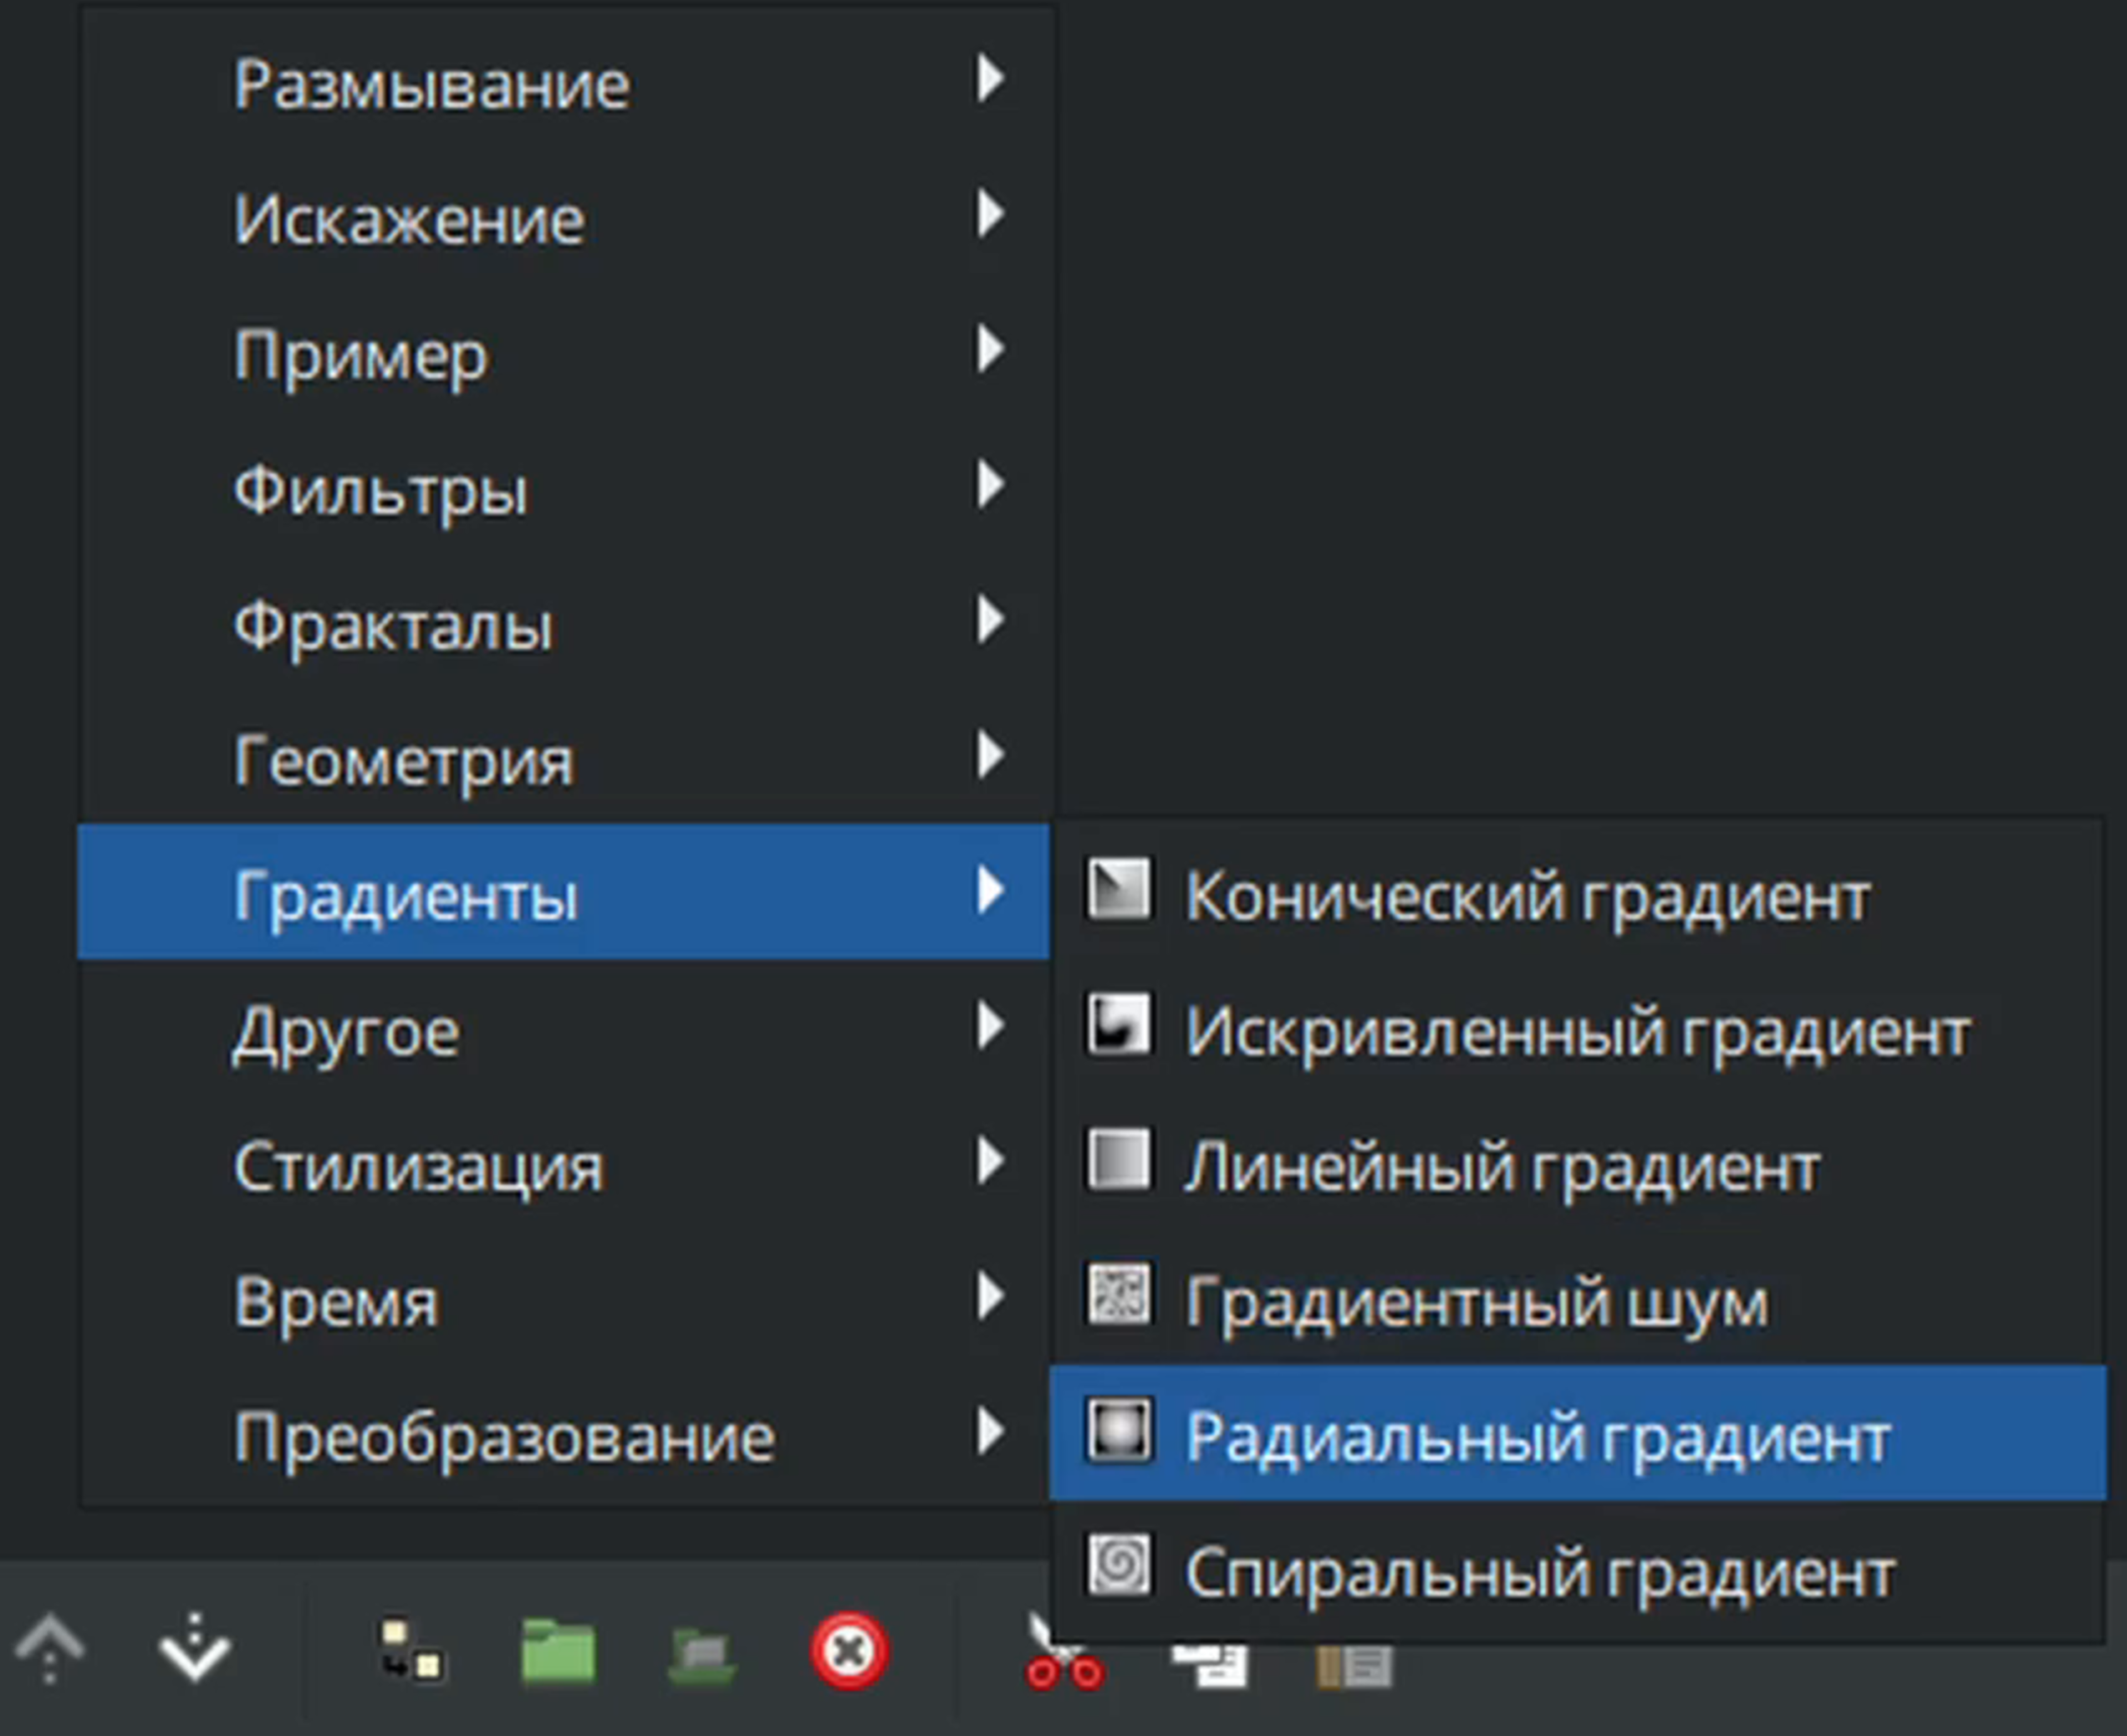 Размывание
Искажение
Пример
Фильтры
Фракталы
Геометрия
Градиенты
Другое
Стилизация
Время
Преобразование
Конический градиент
Искривленный градиент
Линейный градиент
Градиентный шум
Радиальный градиент
Спиральный градиент